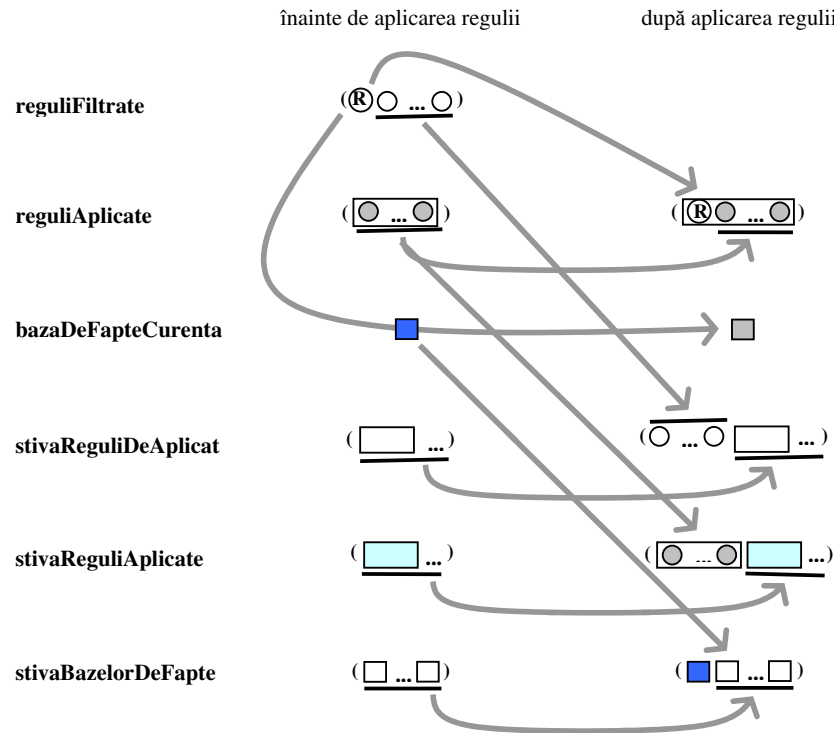 înainte de aplicarea regulii după aplicarea regulii
reguliFiltrate (R ... )
reguliAplicate ( ... ) (R ... )
bazaDeFapteCurenta
stivaReguliDeAplicat ( ...) ( ... ...)
stivaReguliAplicate ( ...) ( ... ...)
stivaBazelorDeFapte ( ... ) ( ... )